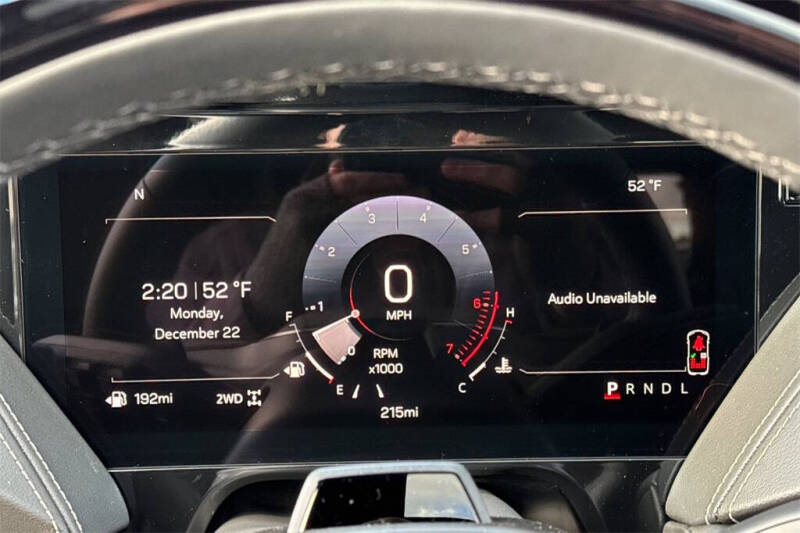 N
52 °F
2:20 | 52 °F
Monday,
December 22
192mi
2WD
1
2
3
4
5
6
7
0
MPH
0
RPM
x1000
F
E
H
C
215mi
Audio Unavailable
P R N D L